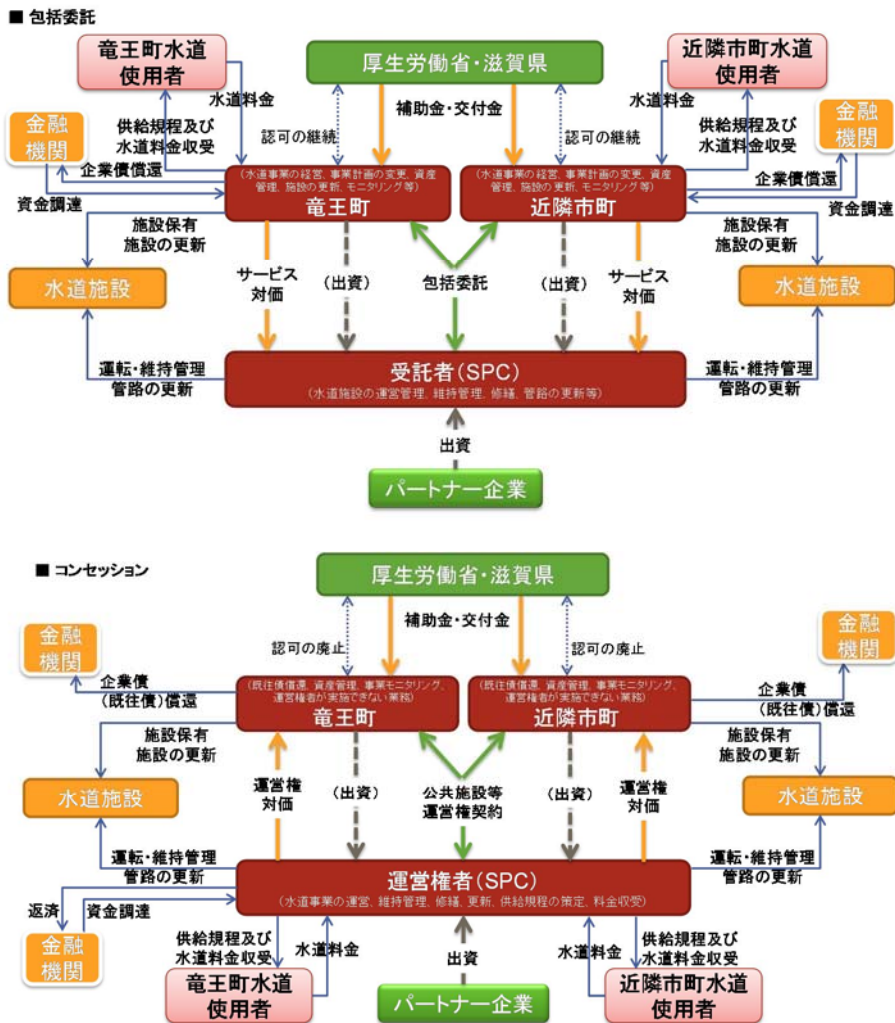 ■ 包括委託
竜王町水道
使用者
厚生労働省・滋賀県
近隣市町水道
使用者
水道料金
補助金・交付金
水道料金
金融
機関
供給規程及び
水道料金収受
認可の継続
認可の継続
供給規程及び
水道料金収受
金融
機関
企業債償還
資金調達
(水道事業の経営、事業計画の変更、資産
管理、施設の更新、モニタリング等)
竜王町
(水道事業の経営、事業計画の変更、資産
管理、施設の更新、モニタリング等)
近隣市町
企業債償還
資金調達
施設保有
施設の更新
施設保有
施設の更新
水道施設
サービス
対価
(出資)
包括委託
(出資)
サービス
対価
水道施設
運転・維持管理
管路の更新
受託者(SPC)
(水道施設の運営管理、維持管理、修繕、管路の更新等)
運転・維持管理
管路の更新
出資
パートナー企業
■ コンセッション
厚生労働省・滋賀県
補助金・交付金
金融
機関
認可の廃止
認可の廃止
金融
機関
企業債
(既往債)償還
(既往債償還、資産管理、事業モニタリング、
運営権者が実施できない業務)
竜王町
(既往債償還、資産管理、事業モニタリング、
運営権者が実施できない業務)
近隣市町
企業債
(既往債)償還
施設保有
施設の更新
施設保有
施設の更新
水道施設
運営権
対価
(出資)
公共施設等
運営権契約
(出資)
運営権
対価
水道施設
運転・維持管理
管路の更新
運営権者(SPC)
(水道事業の運営、維持管理、修繕、更新、供給規程の策定、料金収受)
運転・維持管理
管路の更新
返済
資金調達
金融
機関
供給規程及び
水道料金収受
水道料金
出資
水道料金
供給規程及び
水道料金収受
竜王町水道
使用者
パートナー企業
近隣市町水道
使用者